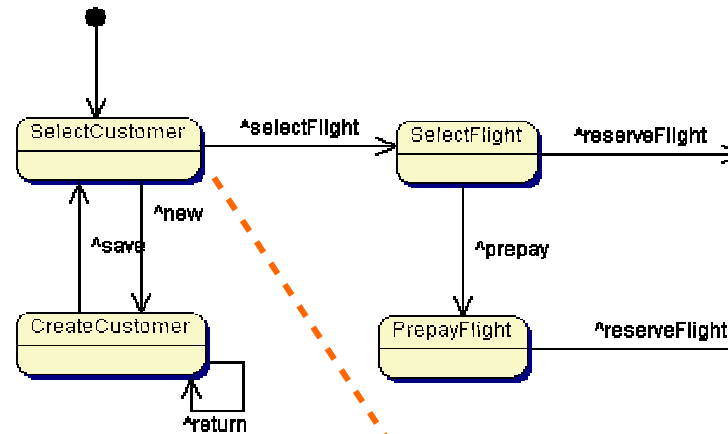 SelectCustomer
^selectFlight
SelectFlight
^reserveFlight
^new
^save
^prepay
CreateCustomer
PrepayFlight
^reserveFlight
^return